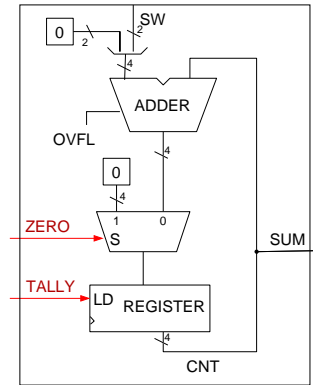 SW
0
2
2
4
ADDER
OVFL
4
0
4
1 0
ZERO
S
SUM
TALLY
LD REGISTER
4
CNT